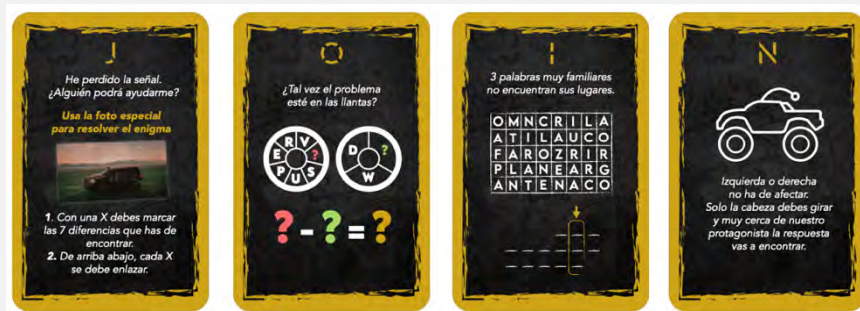 J
He perdido la señal.
¿Alguién podrá ayudarme?
Usa la foto especial
para resolver el enigma
1. Con una X debes marcar
las 7 diferencias que has de
encontrar.
2. De arriba abajo, cada X
se debe enlazar.
O
¿Tal vez el problema
esté en las llantas?
E R V ? S U P
D ? W
? - ? = ?
I
3 palabras muy familiares
no encuentran sus lugares.
OMNCRILA
ATILAUCO
FAROZRIR
PLANEARG
ANTENACO
N
Izquierda o derecha
no ha de afectar.
Solo la cabeza debes girar
y muy cerca de nuestro
protagonista la respuesta
vas a encontrar.